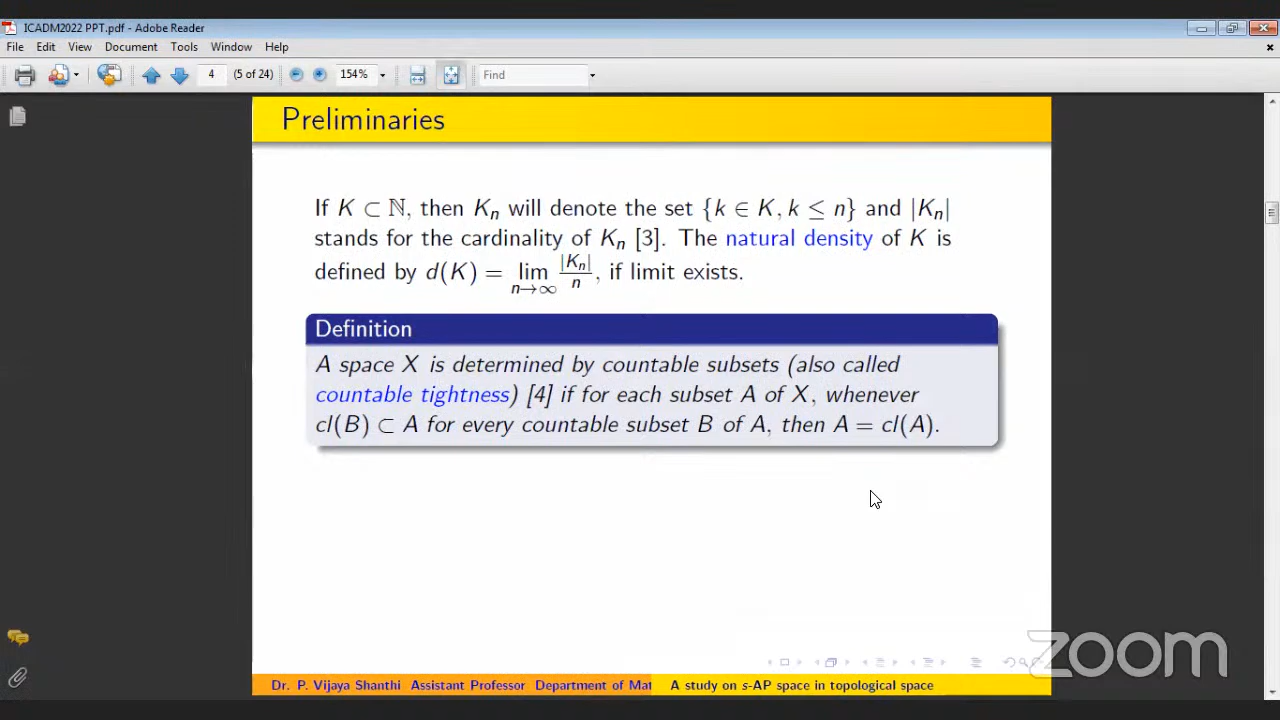 ICADM2022 PPT.pdf - Adobe Reader
File Edit View Document Tools Window Help
4 (5 of 24) 154% Find
Preliminaries
If K ⊂ ℕ, then Kₙ will denote the set {k ∈ K, k ≤ n} and |Kₙ|
stands for the cardinality of Kₙ [3]. The natural density of K is
defined by d(K) = lim n→∞ |Kₙ|/n, if limit exists.
Definition
A space X is determined by countable subsets (also called
countable tightness) [4] if for each subset A of X, whenever
cl(B) ⊂ A for every countable subset B of A, then A = cl(A).
zoom
Dr. P. Vijaya Shanthi Assistant Professor Department of Mat A study on s-AP space in topological space